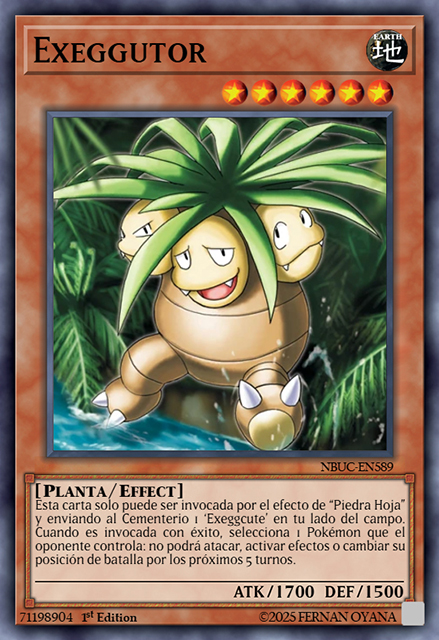 EXEGGUTOR
EARTH
地
NBUC-EN589
[PLANTA/EFFECT]
Esta carta solo puede ser invocada por el efecto de “Piedra Hoja”
y enviando al Cementerio 1 ‘Exeggcute’ en tu lado del campo.
Cuando es invocada con éxito, selecciona 1 Pokémon que el
oponente controla: no podrá atacar, activar efectos o cambiar su
posición de batalla por los próximos 5 turnos.
ATK/1700 DEF/1500
71198904 1st Edition ©2025 FERNAN OYANA